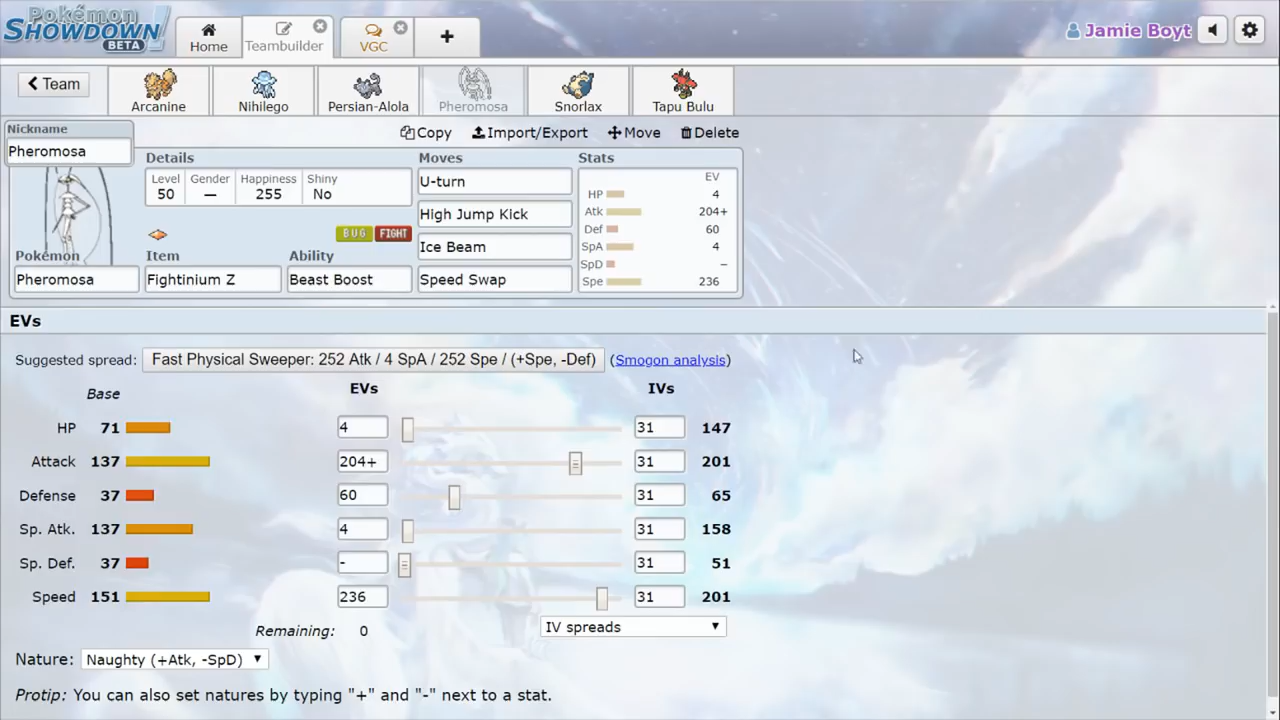 Pokémon
SHOWDOWN!
BETA
Home
Teambuilder
VGC
Jamie Boyt
Team
Arcanine
Nihilego
Persian-Alola
Pheromosa
Snorlax
Tapu Bulu
Nickname
Pheromosa
Copy
Import/Export
Move
Delete
Details
Level Gender Happiness Shiny
50 — 255 No
BUG FIGHT
Pokémon
Pheromosa
Item
Fightinium Z
Ability
Beast Boost
Moves
U-turn
High Jump Kick
Ice Beam
Speed Swap
Stats
EV
HP 4
Atk 204+
Def 60
SpA 4
SpD –
Spe 236
EVs
Suggested spread: Fast Physical Sweeper: 252 Atk / 4 SpA / 252 Spe / (+Spe, -Def) (Smogon analysis)
Base EVs IVs
HP 71 4 31 147
Attack 137 204+ 31 201
Defense 37 60 31 65
Sp. Atk. 137 4 31 158
Sp. Def. 37 - 31 51
Speed 151 236 31 201
Remaining: 0 IV spreads
Nature: Naughty (+Atk, -SpD)
Protip: You can also set natures by typing "+" and "-" next to a stat.